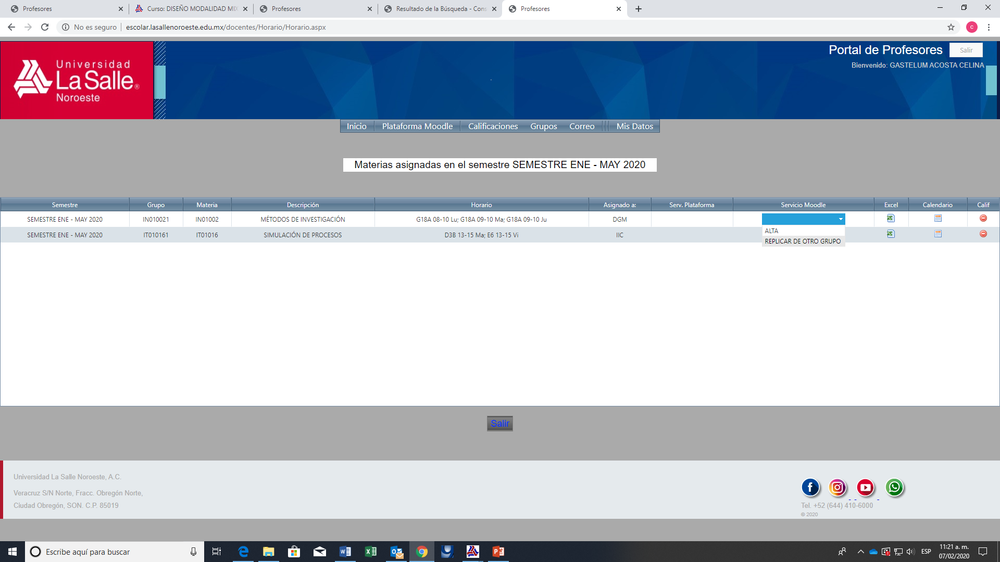 Profesores
Curso: DISEÑO MODALIDAD MIX
Profesores
Resultado de la Búsqueda - Cons
Profesores
No es seguro
escolar.lasallenoroeste.edu.mx/docentes/Horario/Horario.aspx
c
Universidad
La Salle®
Noroeste
Portal de Profesores
Salir
Bienvenido: GASTELUM ACOSTA CELINA
Inicio Plataforma Moodle Calificaciones Grupos Correo Mis Datos
Materias asignadas en el semestre SEMESTRE ENE - MAY 2020
Semestre Grupo Materia Descripción Horario Asignado a: Serv. Plataforma Servicio Moodle Excel Calendario Calif
SEMESTRE ENE - MAY 2020 IN010021 IN01002 MÉTODOS DE INVESTIGACIÓN G18A 08-10 Lu; G18A 09-10 Ma; G18A 09-10 Ju DGM
ALTA
SEMESTRE ENE - MAY 2020 IT010161 IT01016 SIMULACIÓN DE PROCESOS D3B 13-15 Ma; E6 13-15 Vi IIC
REPLICAR DE OTRO GRUPO
Salir
Universidad La Salle Noroeste, A.C.
Veracruz S/N Norte, Fracc. Obregón Norte,
Ciudad Obregón, SON. C.P. 85019
Tel. +52 (644) 410-6000
© 2020
Escribe aquí para buscar
ESP
11:21 a. m.
07/02/2020